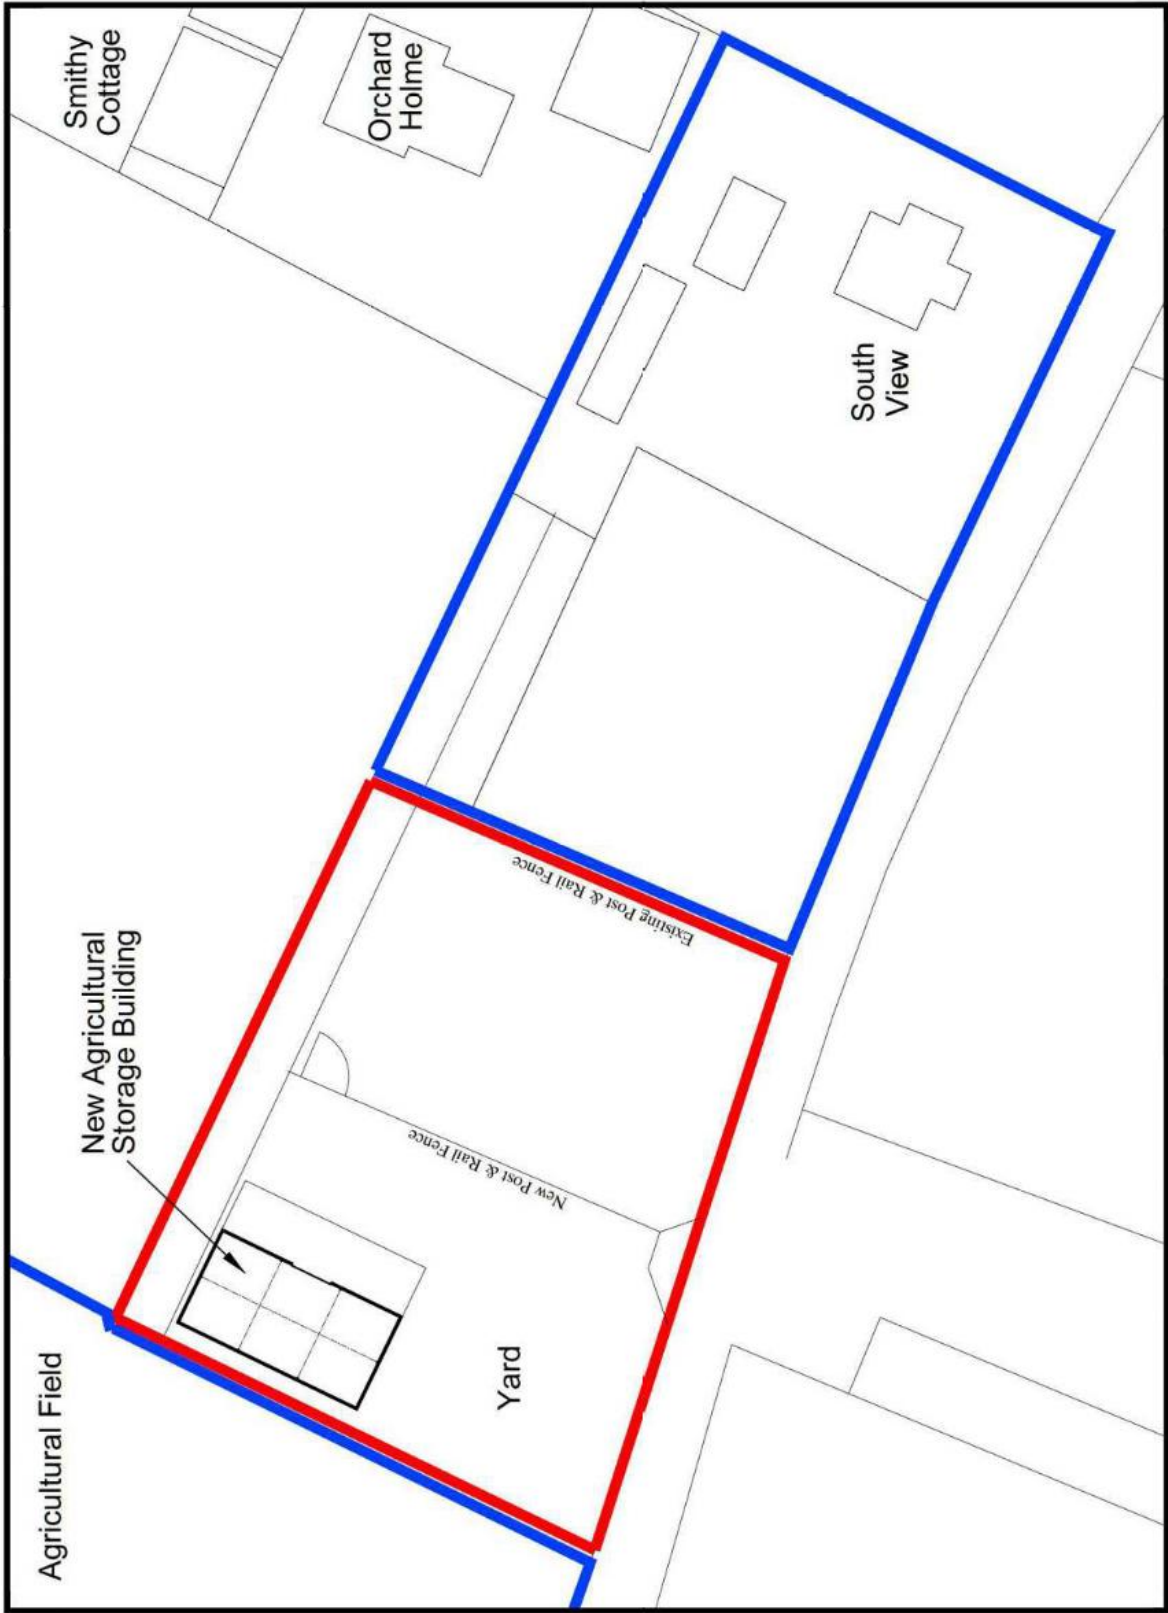 Smithy
Cottage
Orchard
Holme
South
View
New Agricultural
Storage Building
Existing Post & Rail Fence
New Post & Rail Fence
Yard
Agricultural Field